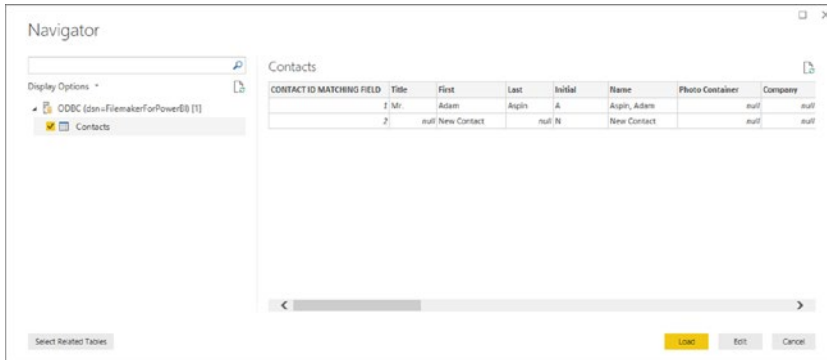 Navigator
Display Options
ODBC (dsn=FilemakerForPowerBI) [1]
Contacts
Contacts
CONTACT ID MATCHING FIELD Title First Last Initial Name Photo Container Company
1 Mr. Adam Aspin A Aspin, Adam null null
2 null New Contact null N New Contact null null
Select Related Tables
Load Edit Cancel